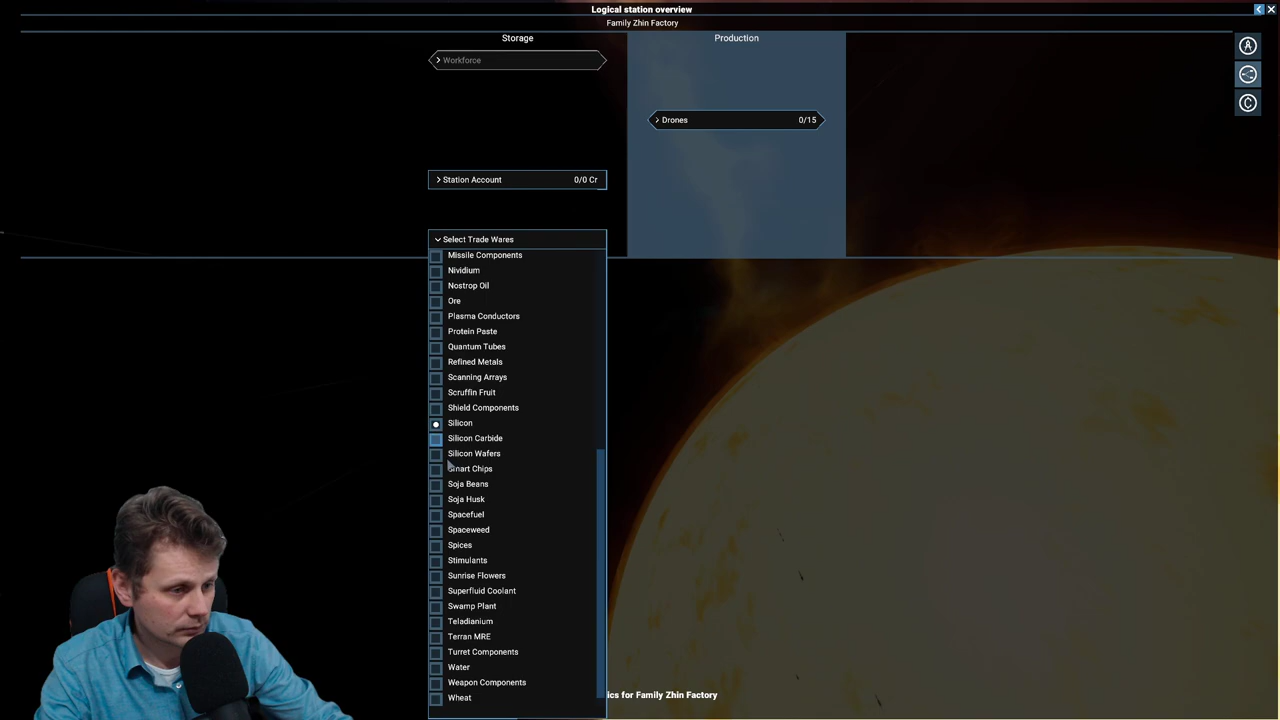 Logical station overview
Family Zhin Factory
Storage
Production
Workforce
Drones 0/15
Station Account 0/0 Cr
Select Trade Wares
Missile Components
Nividium
Nostrop Oil
Ore
Plasma Conductors
Protein Paste
Quantum Tubes
Refined Metals
Scanning Arrays
Scruffin Fruit
Shield Components
Silicon
Silicon Carbide
Silicon Wafers
Smart Chips
Soja Beans
Soja Husk
Spacefuel
Spaceweed
Spices
Stimulants
Sunrise Flowers
Superfluid Coolant
Swamp Plant
Teladianium
Terran MRE
Turret Components
Water
Weapon Components
Wheat
for Family Zhin Factory